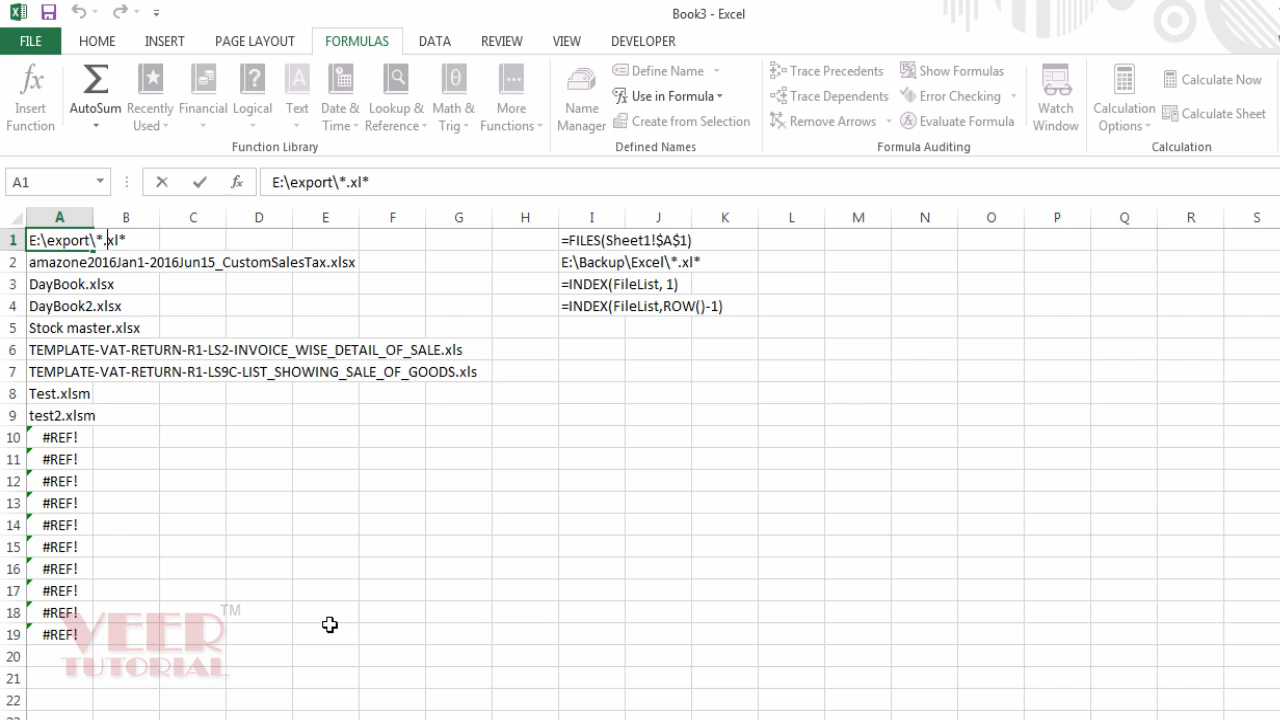 Book3 - Excel
FILE HOME INSERT PAGE LAYOUT FORMULAS DATA REVIEW VIEW DEVELOPER
fx Insert Function
Σ AutoSum
Recently Used
Financial
Logical
Text
Date & Time
Lookup & Reference
Math & Trig
More Functions
Function Library
Name Manager
Define Name
Use in Formula
Create from Selection
Defined Names
Trace Precedents
Trace Dependents
Remove Arrows
Show Formulas
Error Checking
Evaluate Formula
Formula Auditing
Watch Window
Calculation Options
Calculate Now
Calculate Sheet
Calculation
A1 fx E:\export\*.xl*
A B C D E F G H I J K L M N O P Q R S
1 E:\export\*.xl* =FILES(Sheet1!$A$1)
2 amazone2016Jan1-2016Jun15_CustomSalesTax.xlsx E:\Backup\Excel\*.xl*
3 DayBook.xlsx =INDEX(FileList, 1)
4 DayBook2.xlsx =INDEX(FileList,ROW()-1)
5 Stock master.xlsx
6 TEMPLATE-VAT-RETURN-R1-LS2-INVOICE_WISE_DETAIL_OF_SALE.xls
7 TEMPLATE-VAT-RETURN-R1-LS9C-LIST_SHOWING_SALE_OF_GOODS.xls
8 Test.xlsm
9 test2.xlsm
10 #REF!
11 #REF!
12 #REF!
13 #REF!
14 #REF!
15 #REF!
16 #REF!
17 #REF!
18 #REF!
19 #REF!
20
21
22
VEER TM
TUTORIAL